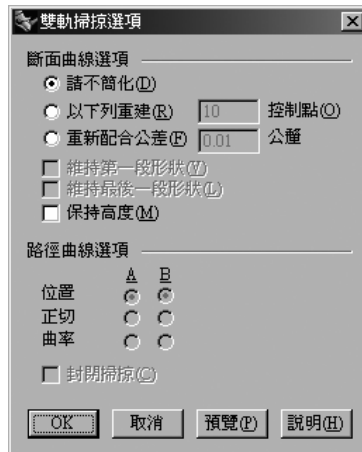 雙軌掃掠選項
斷面曲線選項
請不簡化(D)
以下列重建(R) 10 控制點(O)
重新配合公差(F) 0.01 公釐
維持第一段形狀(V)
維持最後一段形狀(L)
保持高度(M)
路徑曲線選項
A B
位置
正切
曲率
封閉掃掠(C)
OK 取消 預覽(P) 說明(H)